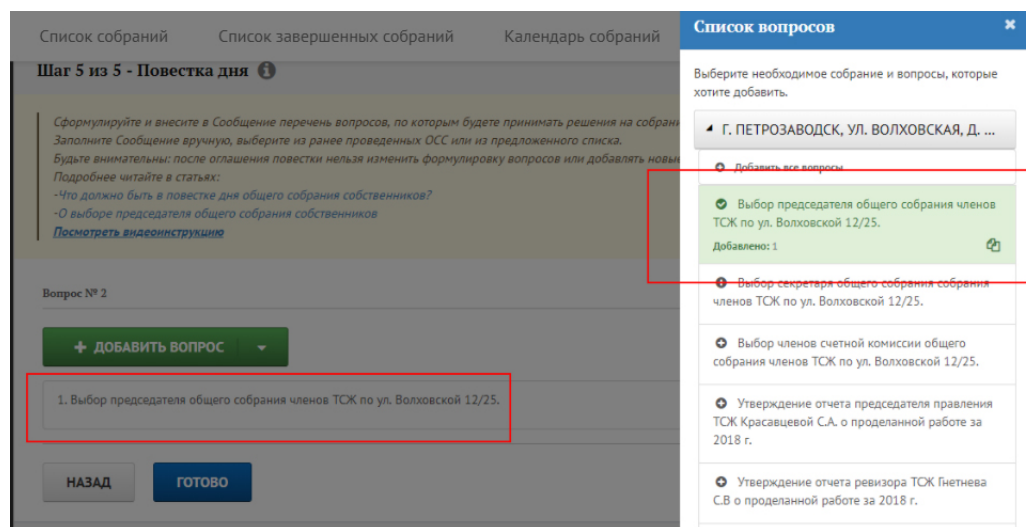 Список собраний
Список завершенных собраний
Календарь собраний
Шаг 5 из 5 - Повестка дня
Сформулируйте и внесите в Сообщение перечень вопросов, по которым будете принимать решения на собрани
Заполните Сообщение вручную, выберите из ранее проведенных ОСС или из предложенного списка.
Будьте внимательны: после оглашения повестки нельзя изменить формулировку вопросов или добавлять новые
Подробнее читайте в статьях:
-Что должно быть в повестке дня общего собрания собственников?
-О выборе председателя общего собрания собственников
Посмотреть видеоинструкцию
Вопрос № 2
+ ДОБАВИТЬ ВОПРОС
1. Выбор председателя общего собрания членов ТСЖ по ул. Волховской 12/25.
НАЗАД
ГОТОВО
Список вопросов
Выберите необходимое собрание и вопросы, которые
хотите добавить.
Г. ПЕТРОЗАВОДСК, УЛ. ВОЛХОВСКАЯ, Д. ...
Добавить все вопросы
Выбор председателя общего собрания членов
ТСЖ по ул. Волховской 12/25.
Добавлено: 1
Выбор секретаря общего собрания собрания
членов ТСЖ по ул. Волховской 12/25.
Выбор членов счетной комиссии общего
собрания членов ТСЖ по ул. Волховской 12/25.
Утверждение отчета председателя правления
ТСЖ Красавцевой С.А. о проделанной работе за
2018 г.
Утверждение отчета ревизора ТСЖ Гнетнева
С.В о проделанной работе за 2018 г.